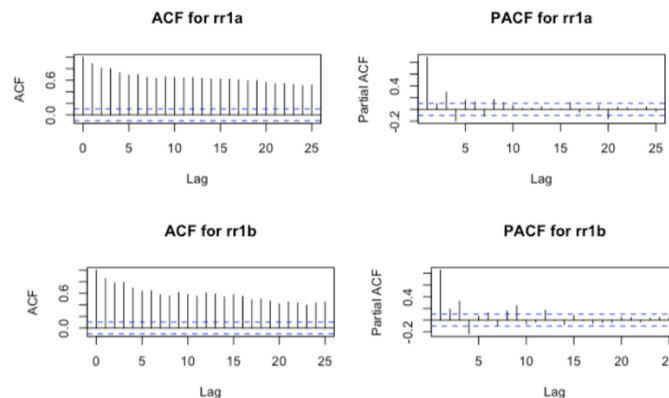 ACF for rr1a
ACF
0.0 0.6
0 5 10 15 20 25
Lag
PACF for rr1a
Partial ACF
-0.2 0.4
5 10 15 20 25
Lag
ACF for rr1b
ACF
0.0 0.6
0 5 10 15 20 25
Lag
PACF for rr1b
Partial ACF
-0.2 0.4
5 10 15 20
Lag